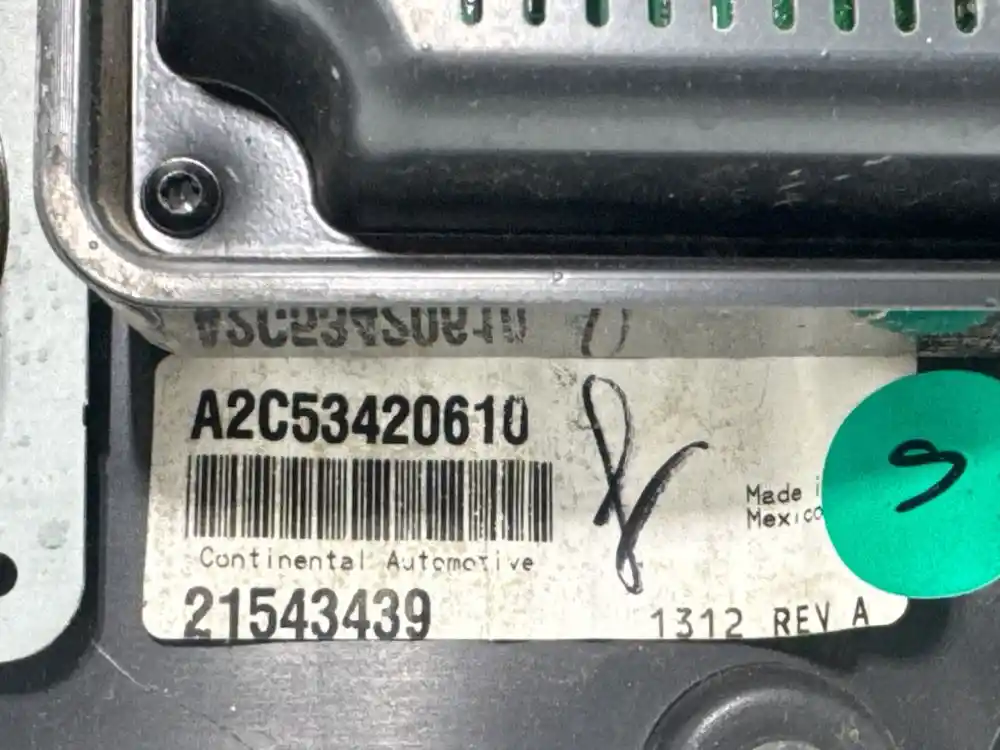 A2C53420610
Continental Automotive
21543439
Made i
Mexico
1312 REV A